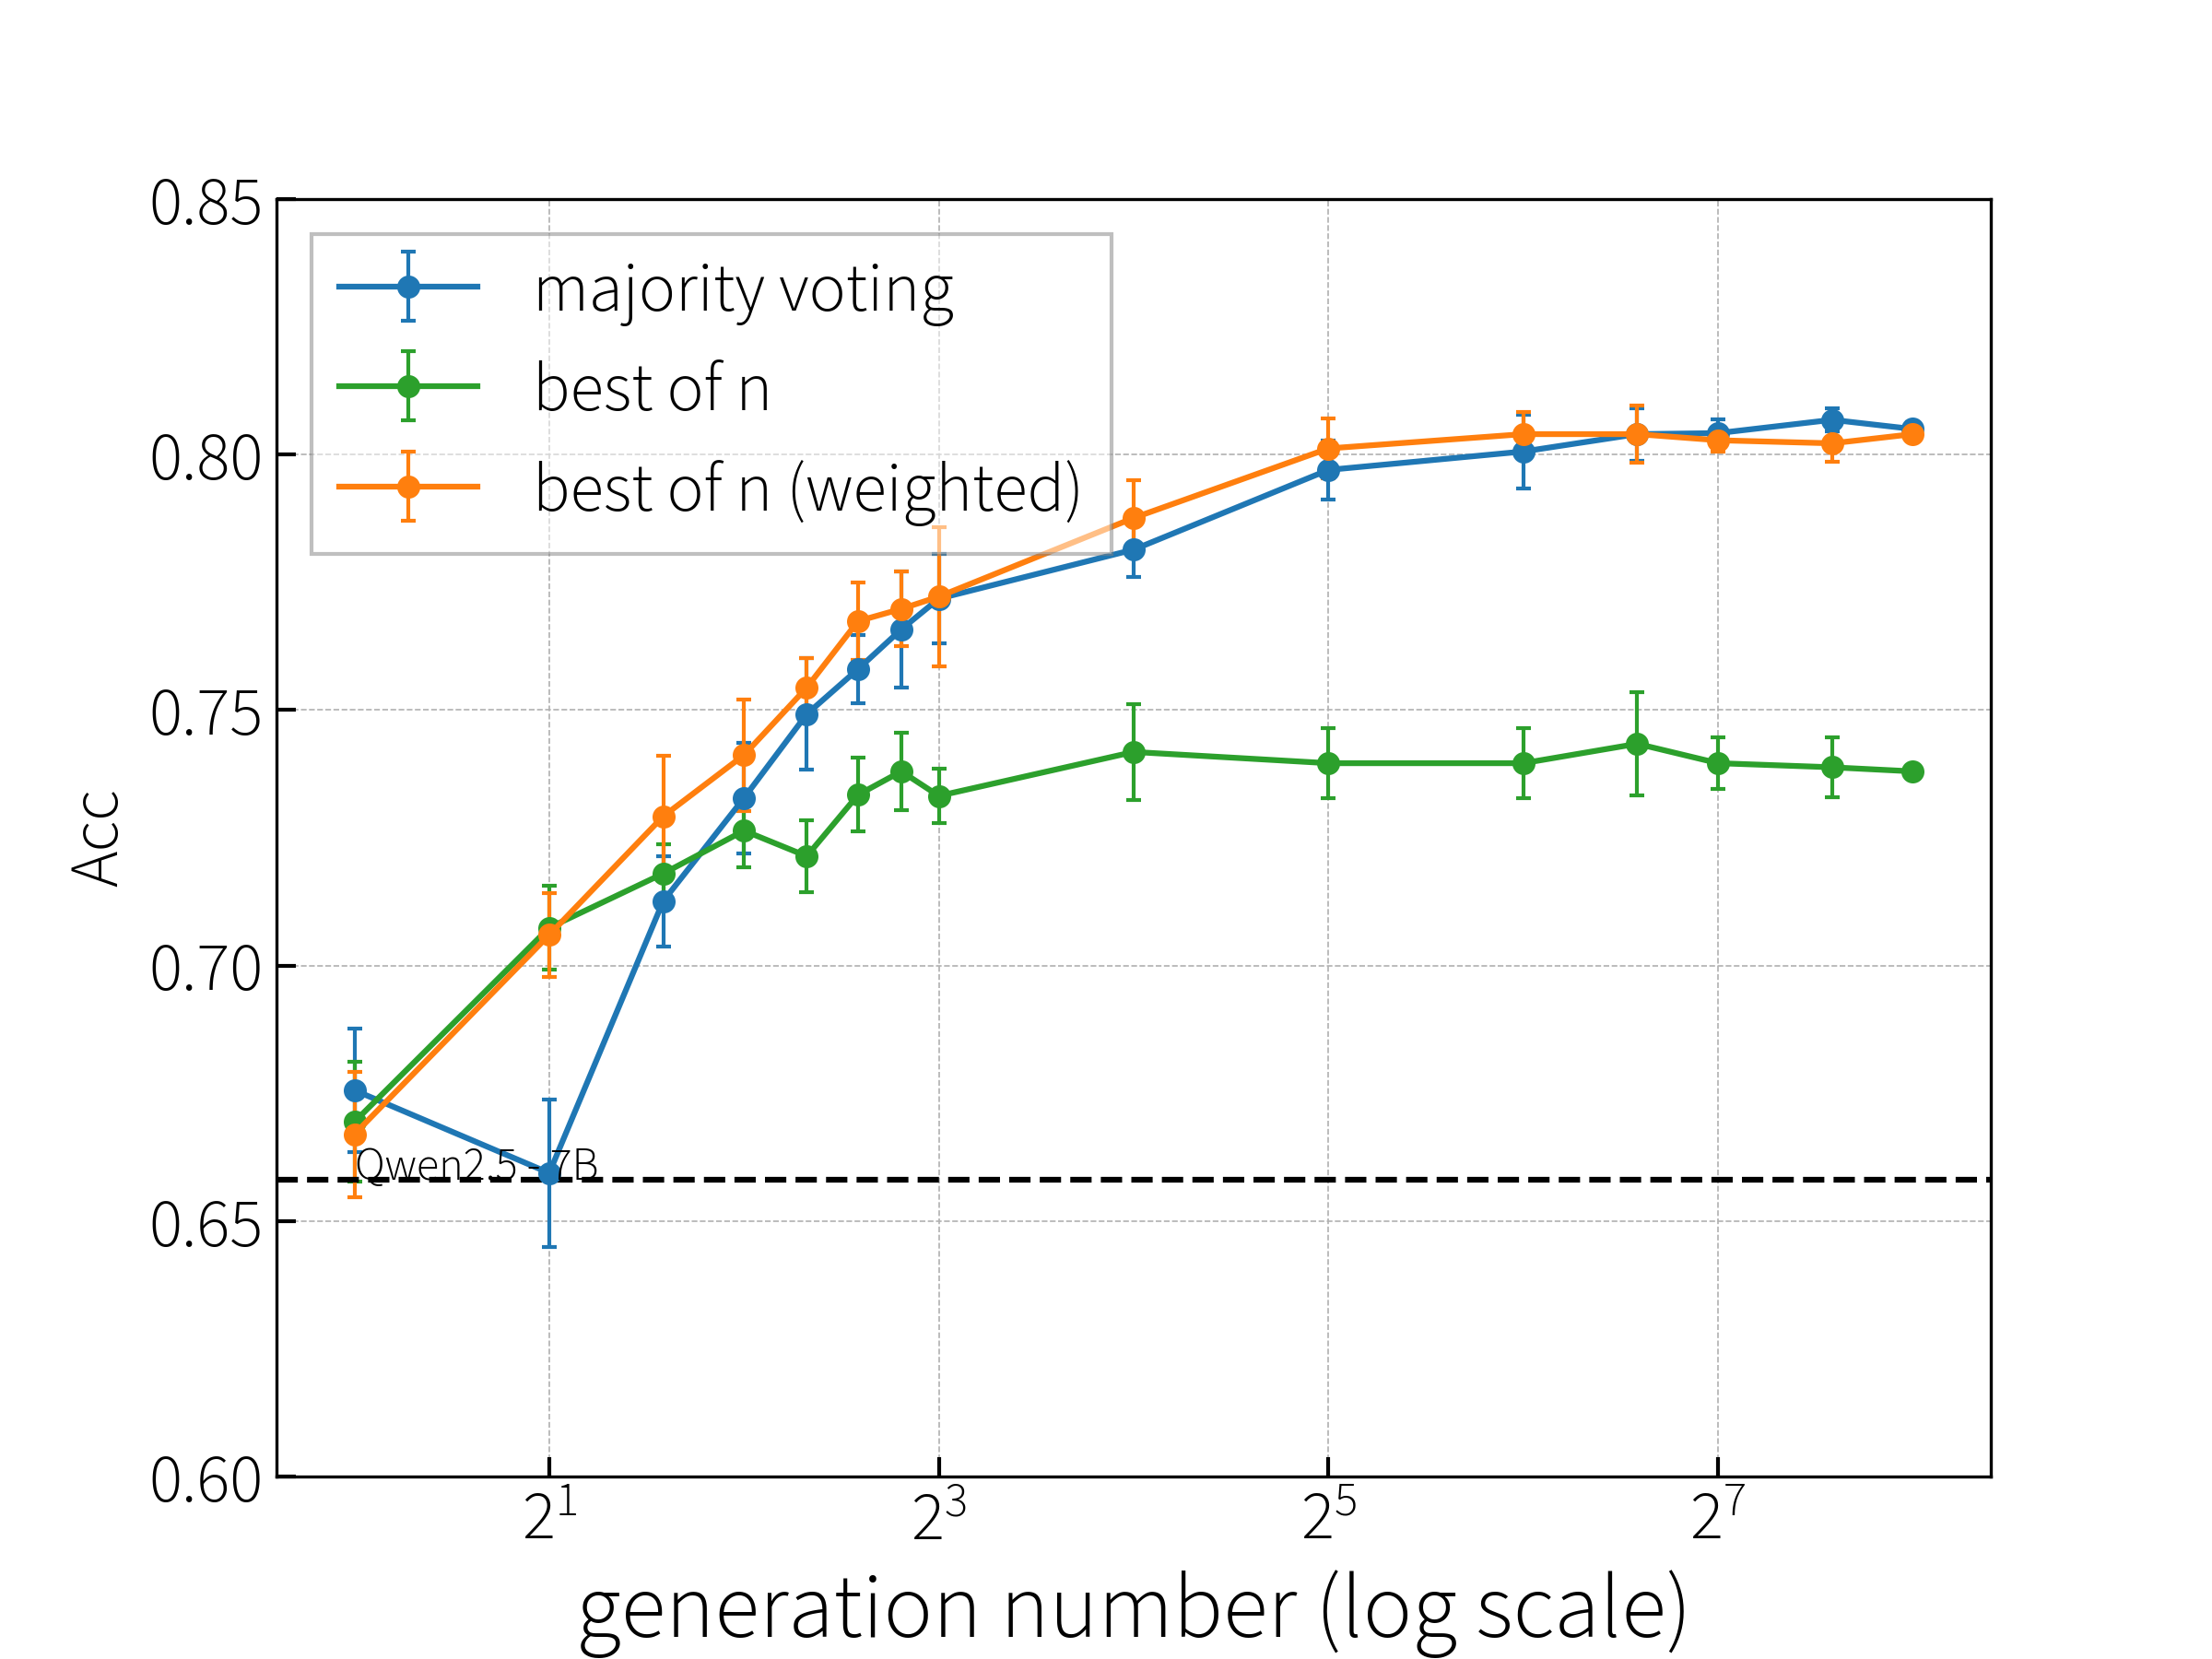 0.85
majority voting
best of n
0.80
best of n (weighted)
0.75
Acc
0.70
Qwen2.5 - 7B
0.65
0.60
2^1 2^3 2^5 2^7
generation number (log scale)